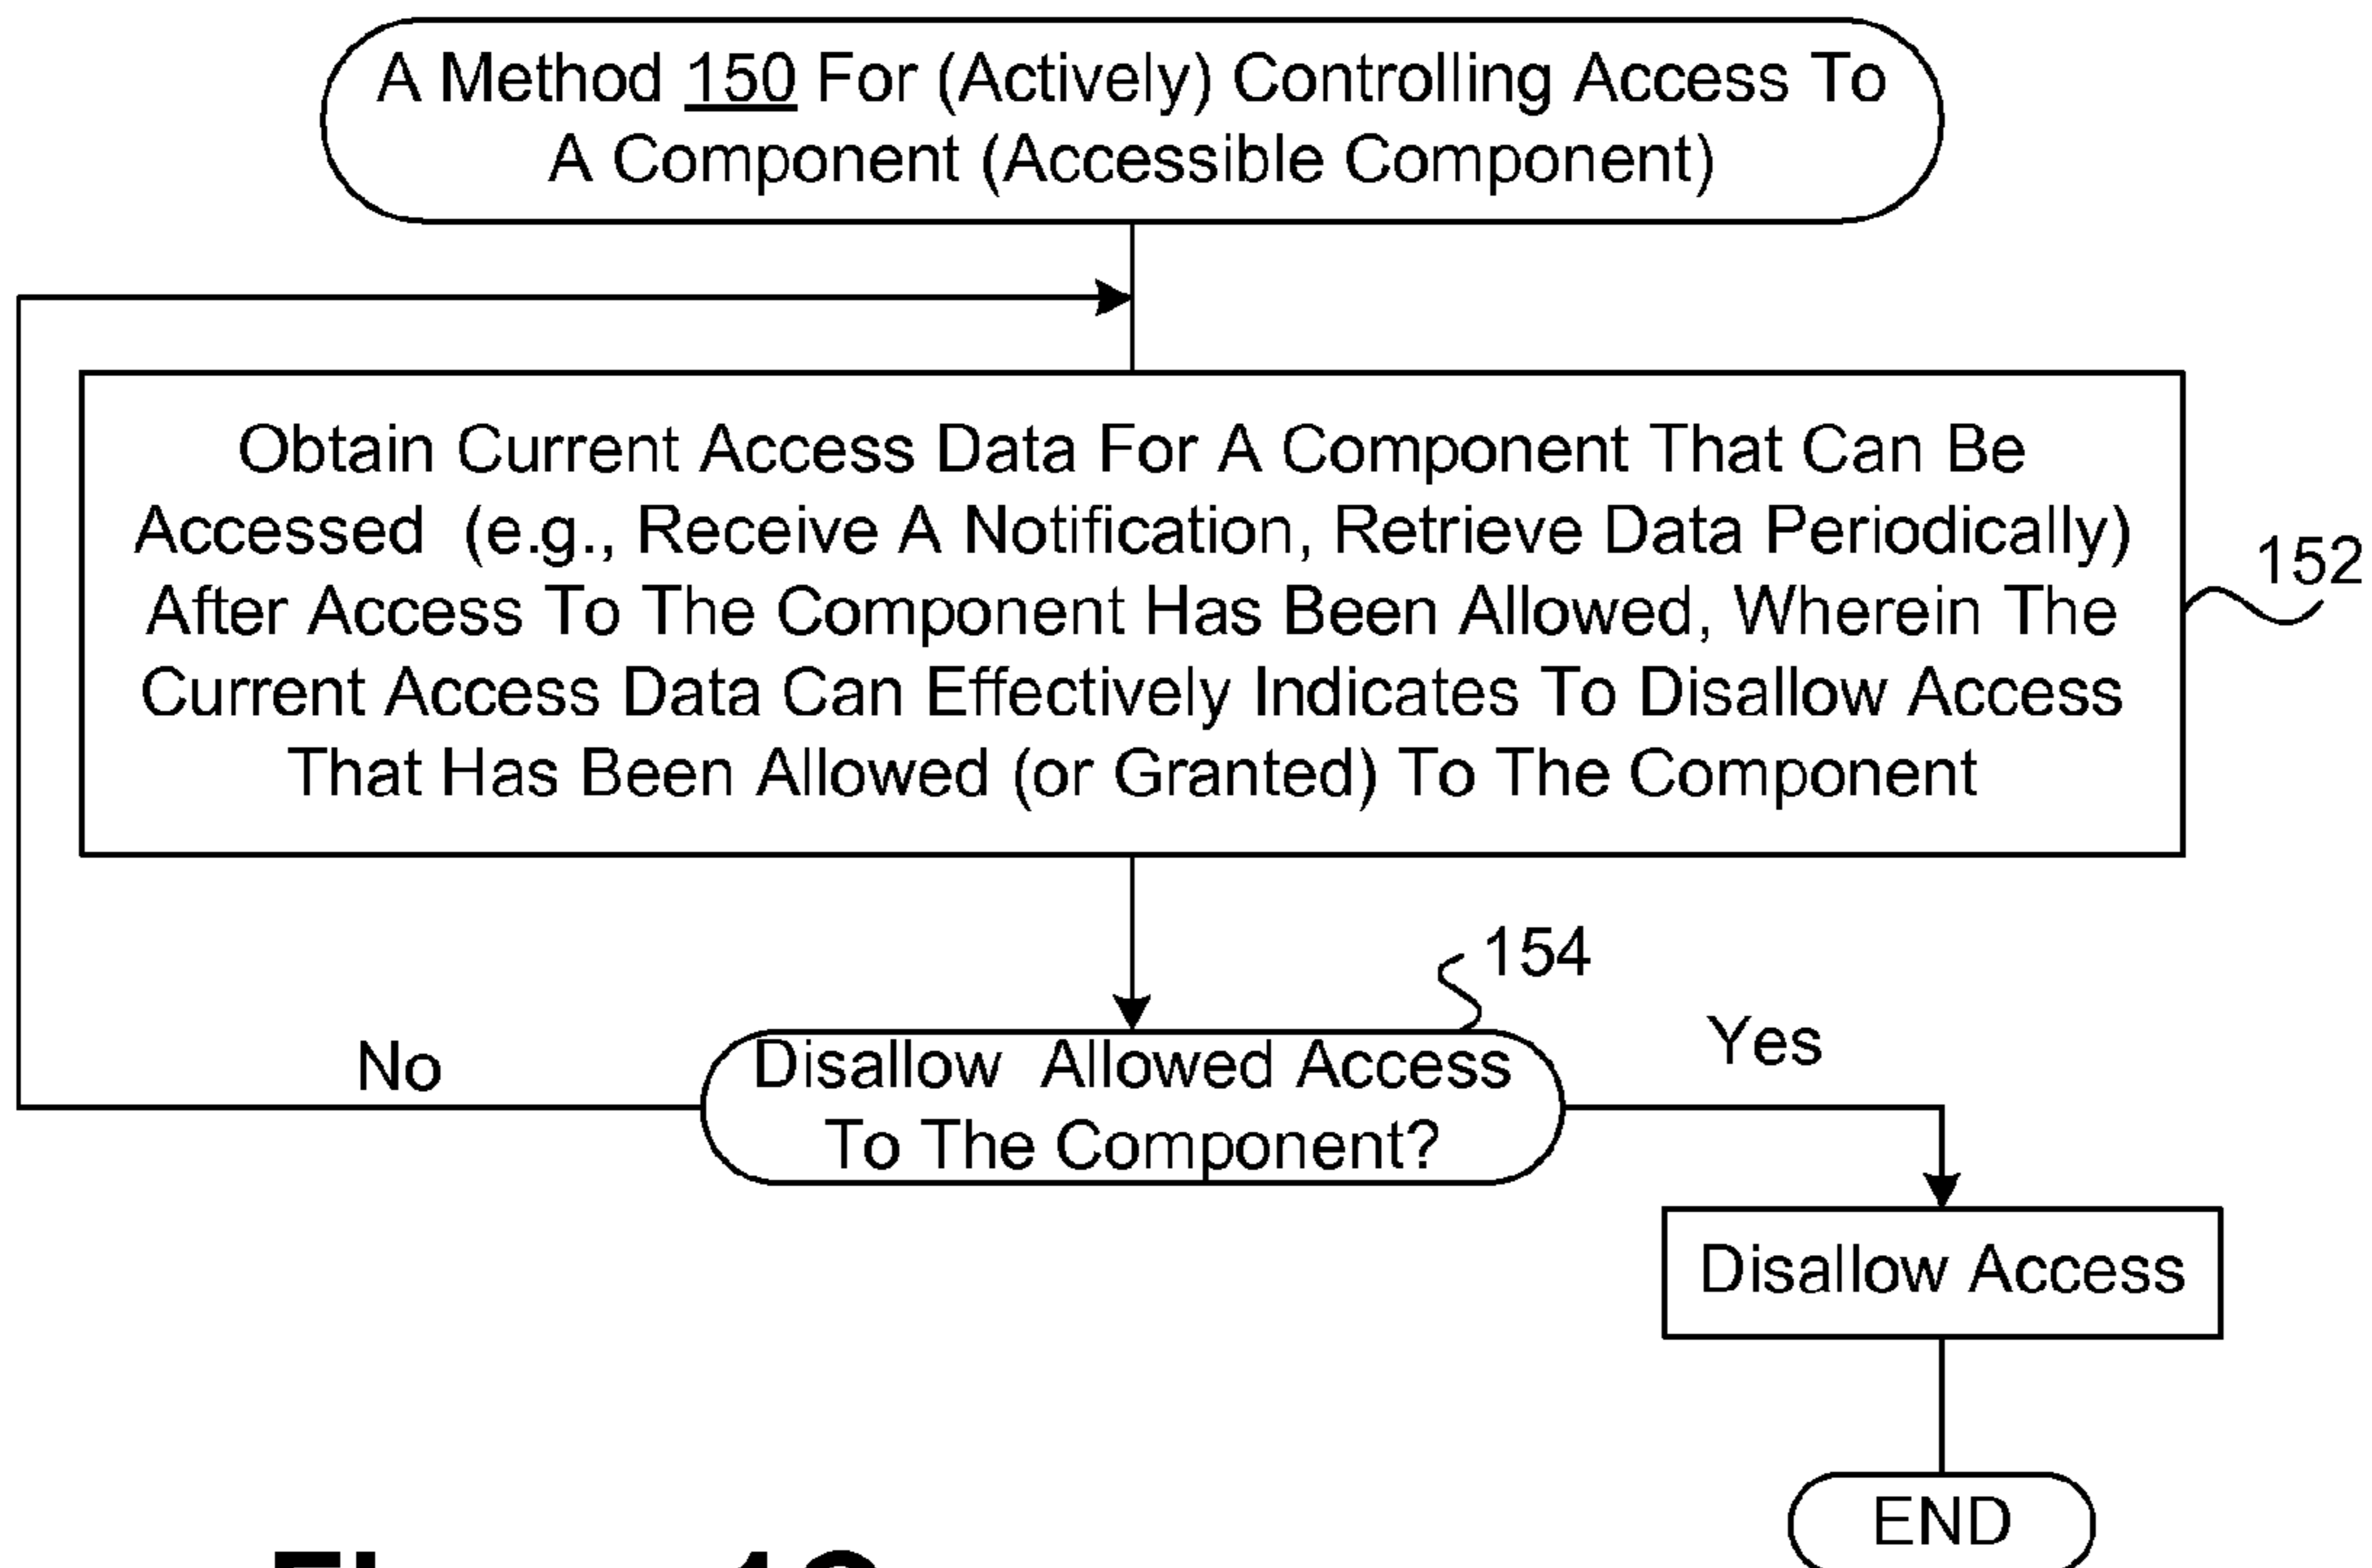 A Method 150 For (Actively) Controlling Access To
A Component (Accessible Component)
Obtain Current Access Data For A Component That Can Be
Accessed (e.g., Receive A Notification, Retrieve Data Periodically)
After Access To The Component Has Been Allowed, Wherein The
Current Access Data Can Effectively Indicates To Disallow Access
That Has Been Allowed (or Granted) To The Component
152
154
No
Disallow Allowed Access
To The Component?
Yes
Disallow Access
END